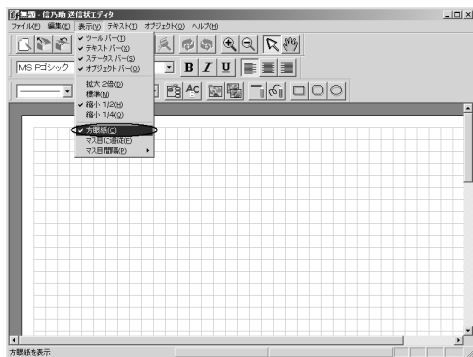 無題 - 信乃助 送信状エディタ
ファイル(F) 編集(E) 表示(V) テキスト(T) オブジェクト(O) ヘルプ(H)
✓ツール バー(T)
✓テキスト バー(X)
✓ステータス バー(S)
✓オブジェクト バー(O)
MS Pゴシック
B I U
拡大 2倍(D)
標準(N)
✓縮小 1/2(H)
縮小 1/4(Q)
✓方眼紙(C)
マス目に適従(F)
マス目間隔(P)
方眼紙を表示